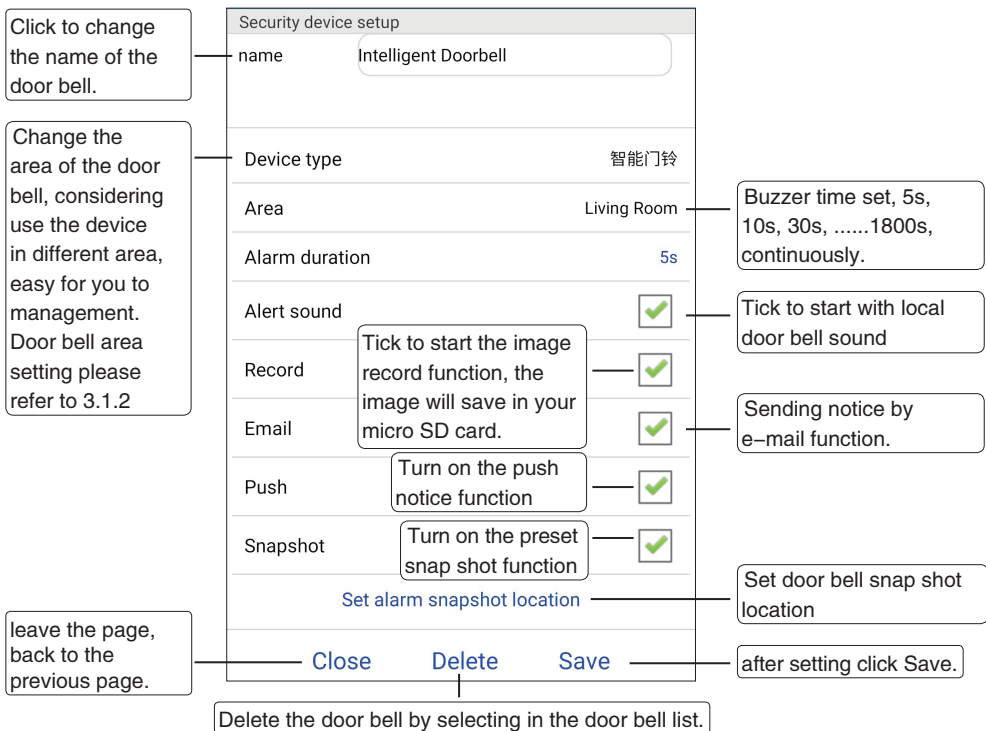 Click to change
the name of the
door bell.
Security device setup
name
Intelligent Doorbell
Change the
area of the door
bell, considering
use the device
in different area,
easy for you to
management.
Door bell area
setting please
refer to 3.1.2
Device type
智能门铃
Area
Living Room
Buzzer time set, 5s,
10s, 30s, ......1800s,
continuously.
Alarm duration
5s
Alert sound
Tick to start with local
door bell sound
Record
Tick to start the image
record function, the
image will save in your
micro SD card.
Email
Sending notice by
e-mail function.
Push
Turn on the push
notice function
Snapshot
Turn on the preset
snap shot function
Set alarm snapshot location
Set door bell snap shot
location
leave the page,
back to the
previous page.
Close
Delete
Save
after setting click Save.
Delete the door bell by selecting in the door bell list.